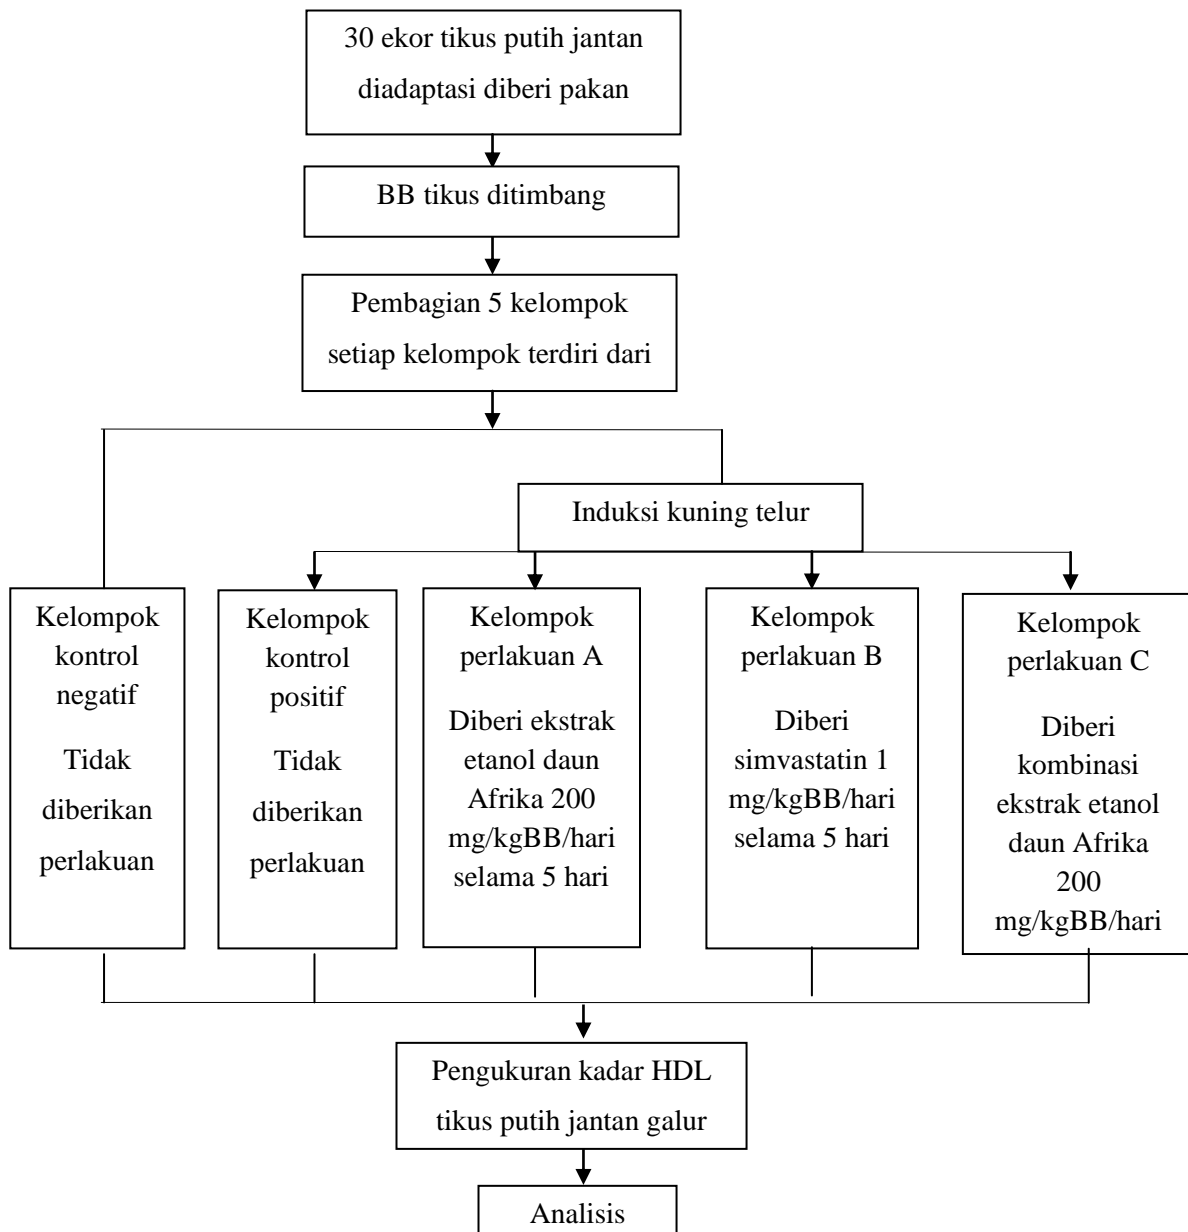 30 ekor tikus putih jantan
diadaptasi diberi pakan
BB tikus ditimbang
Pembagian 5 kelompok
setiap kelompok terdiri dari
Induksi kuning telur
Kelompok
kontrol
negatif
Tidak
diberikan
perlakuan
Kelompok
kontrol
positif
Tidak
diberikan
perlakuan
Kelompok
perlakuan A
Diberi ekstrak
etanol daun
Afrika 200
mg/kgBB/hari
selama 5 hari
Kelompok
perlakuan B
Diberi
simvastatin 1
mg/kgBB/hari
selama 5 hari
Kelompok
perlakuan C
Diberi
kombinasi
ekstrak etanol
daun Afrika
200
mg/kgBB/hari
Pengukuran kadar HDL
tikus putih jantan galur
Analisis